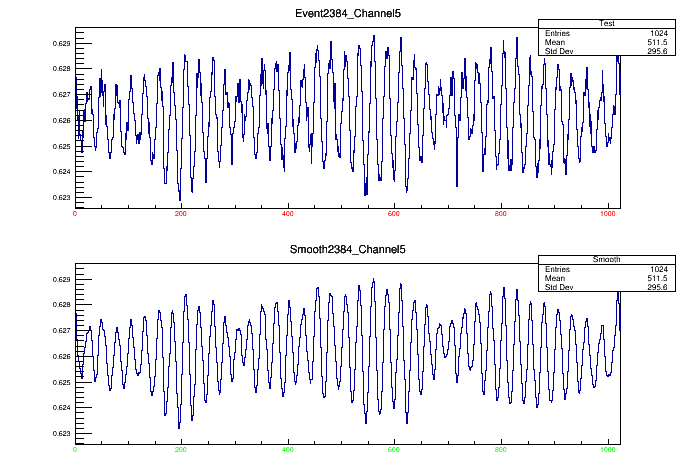 Event2384_Channel5
Test
Entries 1024
Mean 511.5
Std Dev 295.6
0.629
0.628
0.627
0.626
0.625
0.624
0.623
0 200 400 600 800 1000
Smooth2384_Channel5
Smooth
Entries 1024
Mean 511.5
Std Dev 295.6
0.629
0.628
0.627
0.626
0.625
0.624
0.623
0 200 400 600 800 1000